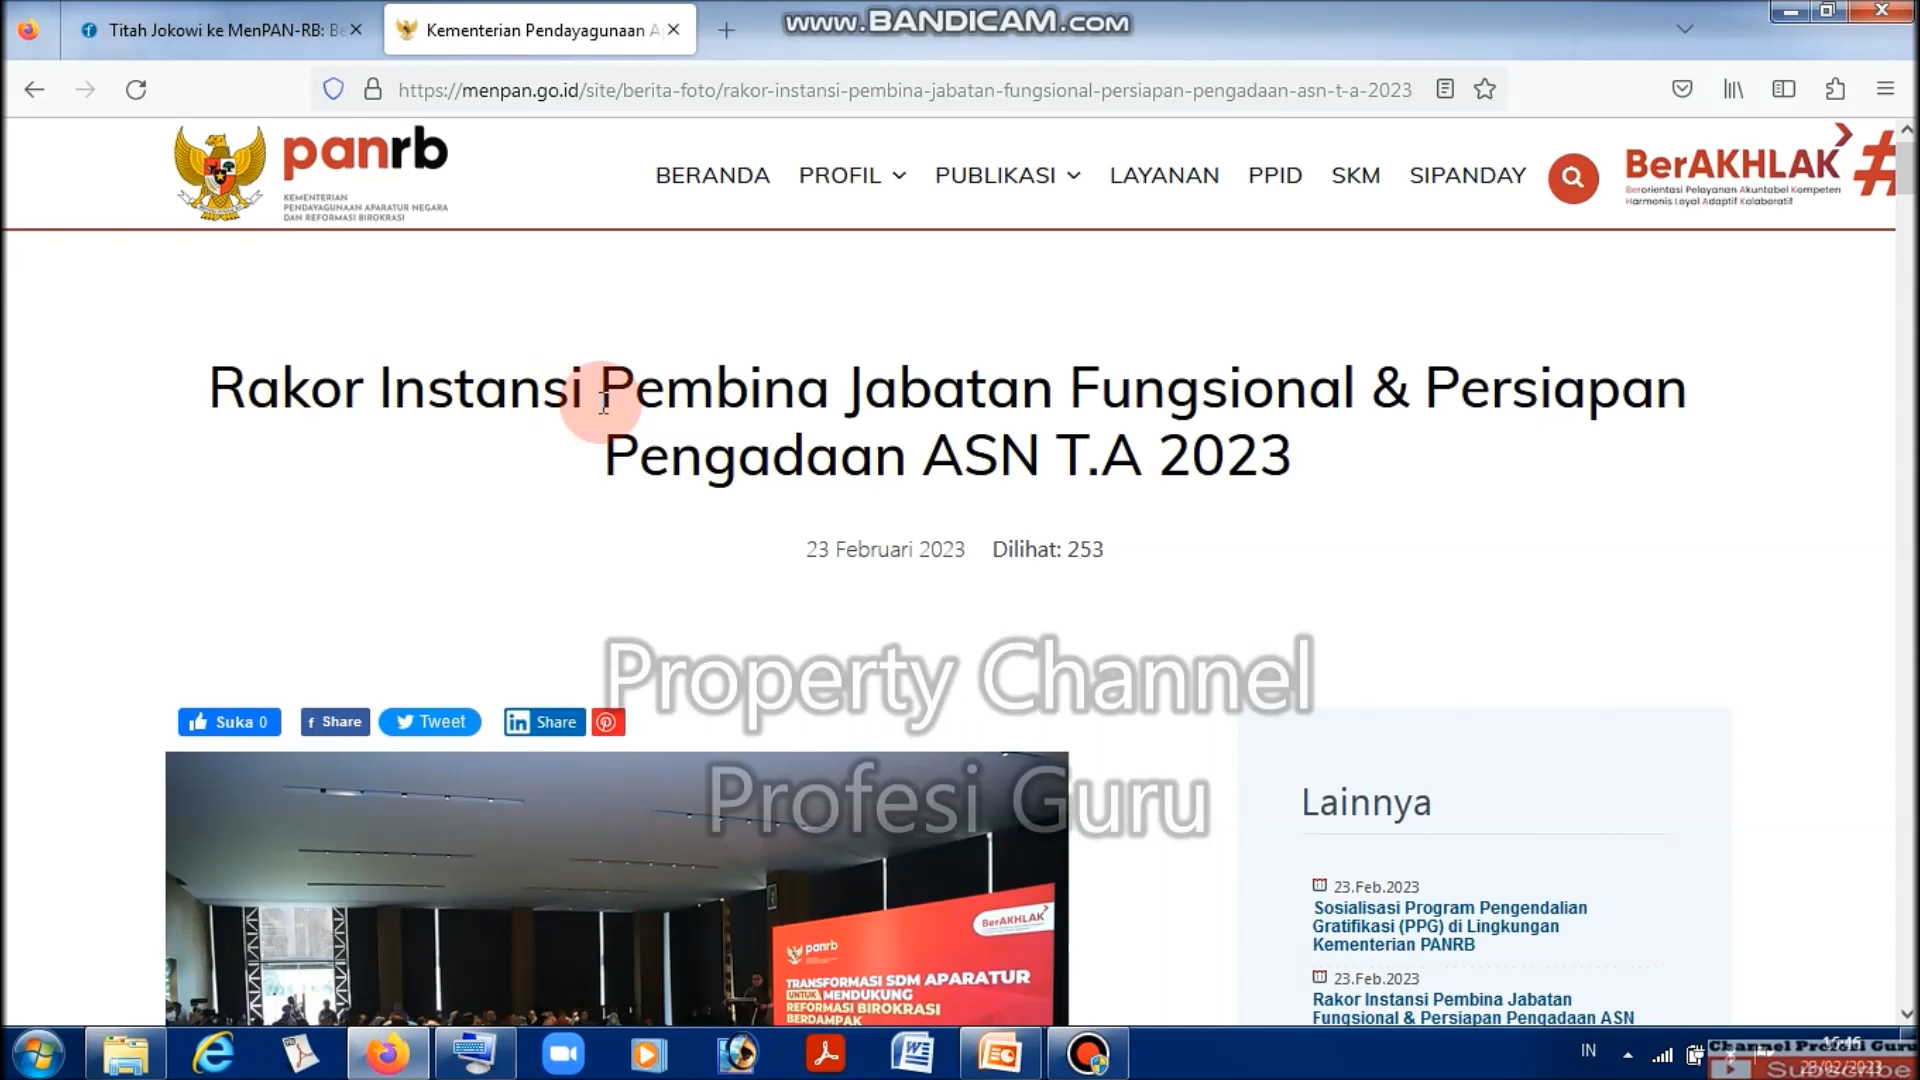 www.BANDICAM.com
Titah Jokowi ke MenPAN-RB: Be
Kementerian Pendayagunaan A
https://menpan.go.id/site/berita-foto/rakor-instansi-pembina-jabatan-fungsional-persiapan-pengadaan-asn-t-a-2023
panrb
KEMENTERIAN
PENDAYAGUNAAN APARATUR NEGARA
DAN REFORMASI BIROKRASI
BERANDA PROFIL PUBLIKASI LAYANAN PPID SKM SIPANDAY
BerAKHLAK #
Berorientasi Pelayanan Akuntabel Kompeten
Harmonis Loyal Adaptif Kolaboratif
Rakor Instansi Pembina Jabatan Fungsional & Persiapan
Pengadaan ASN T.A 2023
23 Februari 2023 Dilihat: 253
Property Channel
Profesi Guru
Suka 0
f Share
Tweet
in Share
BerAKHLAK
panrb
TRANSFORMASI SDM APARATUR
UNTUK MENDUKUNG
REFORMASI BIROKRASI
BERDAMPAK
Lainnya
23.Feb.2023
Sosialisasi Program Pengendalian
Gratifikasi (PPG) di Lingkungan
Kementerian PANRB
23.Feb.2023
Rakor Instansi Pembina Jabatan
Fungsional & Persiapan Pengadaan ASN
IN
Channel Profesi Guru
Subscribe